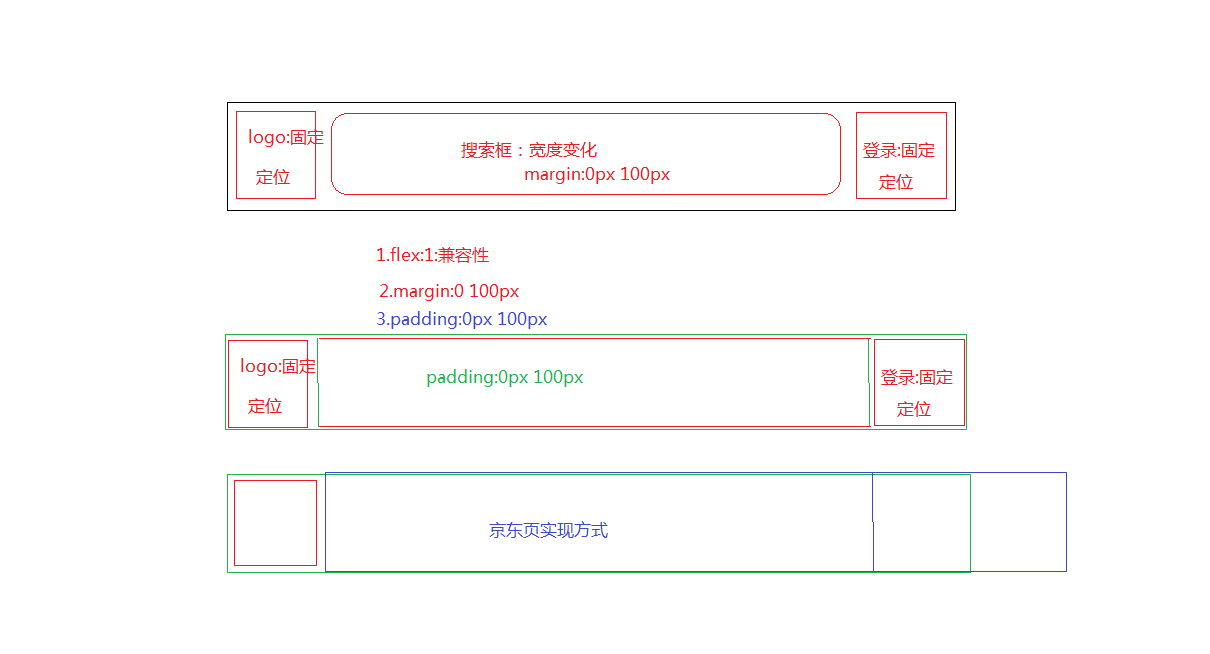 logo:固定
定位
搜索框：宽度变化
margin:0px 100px
登录:固定
定位
1.flex:1:兼容性
2.margin:0 100px
3.padding:0px 100px
logo:固定
定位
padding:0px 100px
登录:固定
定位
京东页实现方式